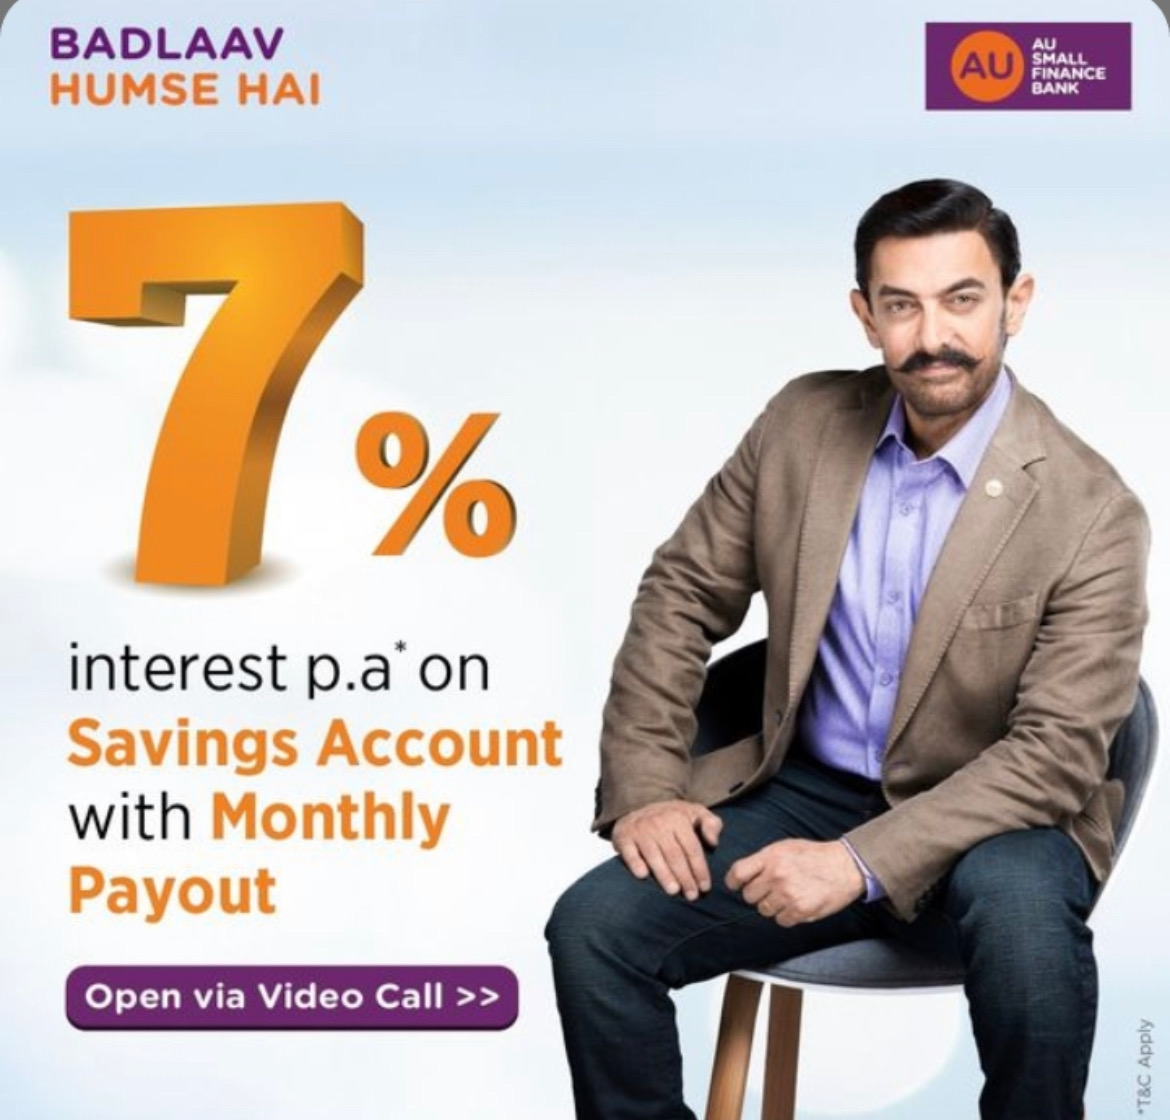 BADLAAV
HUMSE HAI
AU
AU
SMALL
FINANCE
BANK
7%
interest p.a* on
Savings Account
with Monthly
Payout
Open via Video Call >>
*T&C Apply